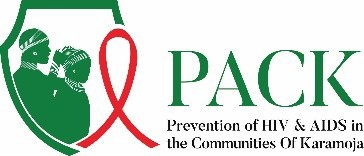 PACK
Prevention of HIV & AIDS in
the Communities Of Karamoja